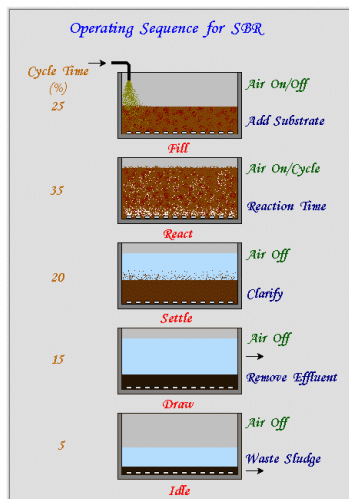 Operating Sequence for SBR
Cycle Time
(%)
25
Air On/Off
Add Substrate
Fill
35
Air On/Cycle
Reaction Time
React
20
Air Off
Clarify
Settle
15
Air Off
Remove Effluent
Draw
5
Air Off
Waste Sludge
Idle